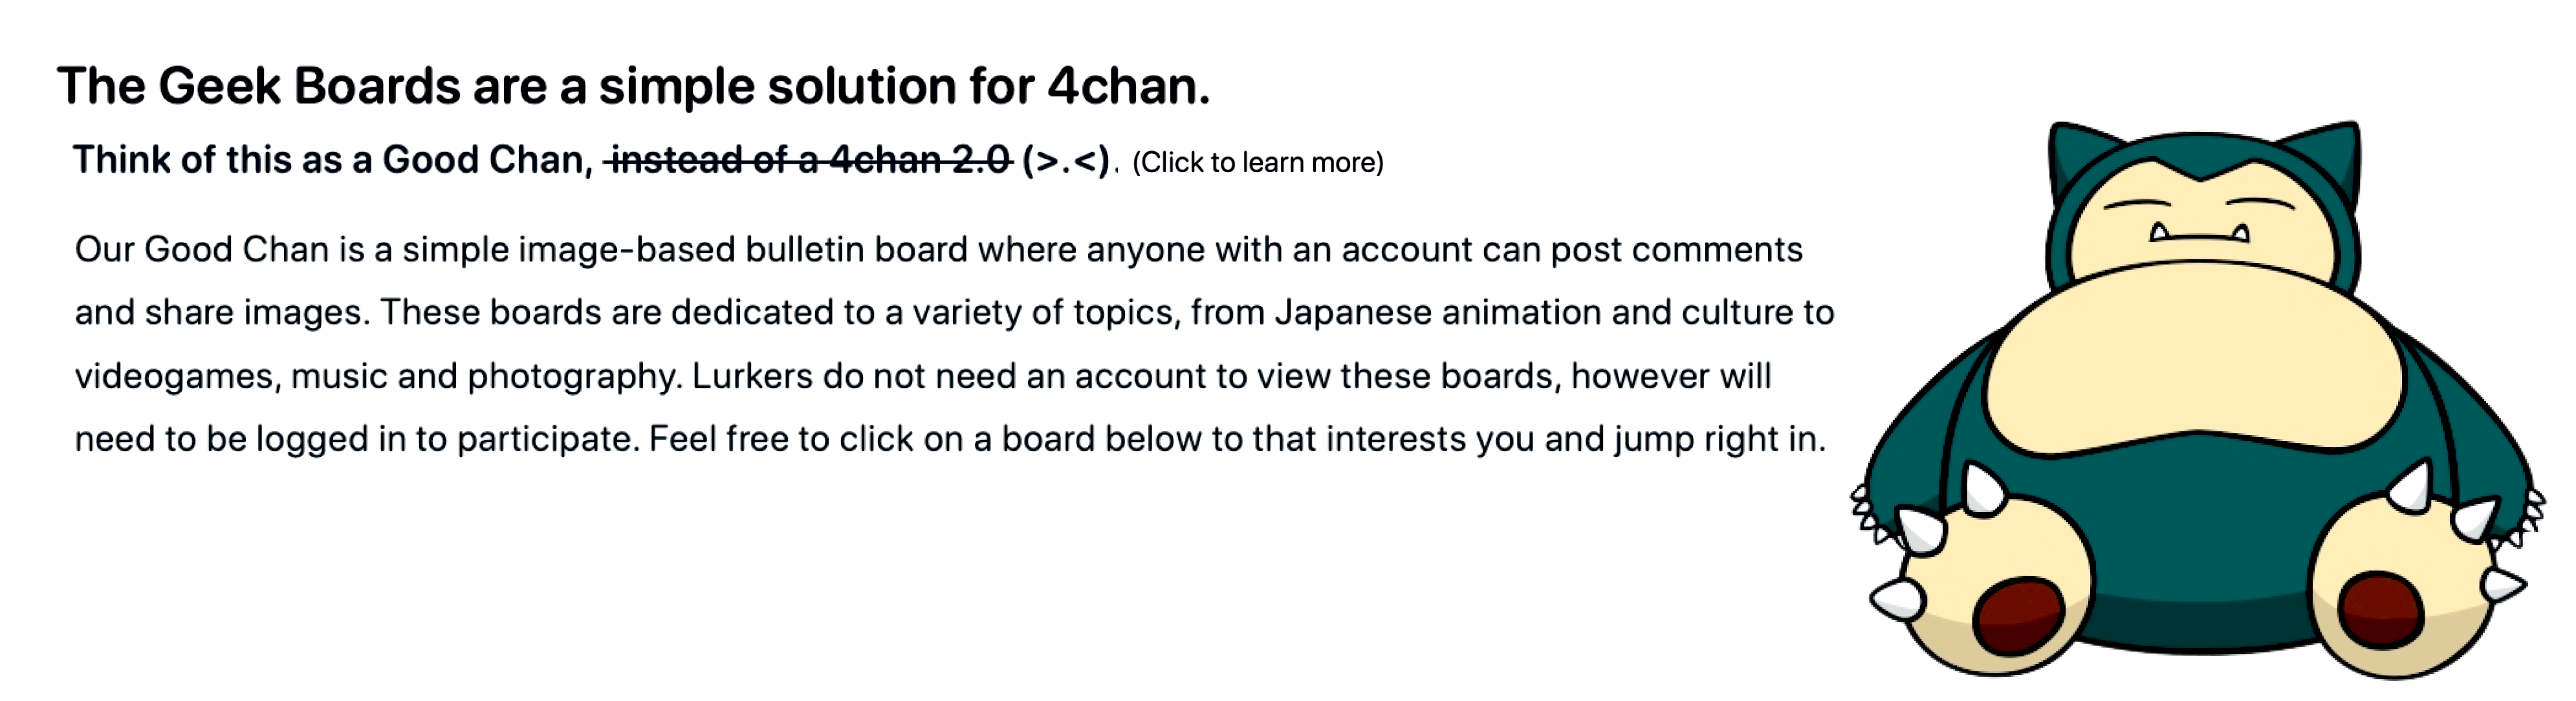 The Geek Boards are a simple solution for 4chan.
Think of this as a Good Chan, instead of a 4chan 2.0 (>.<). (Click to learn more)
Our Good Chan is a simple image-based bulletin board where anyone with an account can post comments
and share images. These boards are dedicated to a variety of topics, from Japanese animation and culture to
videogames, music and photography. Lurkers do not need an account to view these boards, however will
need to be logged in to participate. Feel free to click on a board below to that interests you and jump right in.